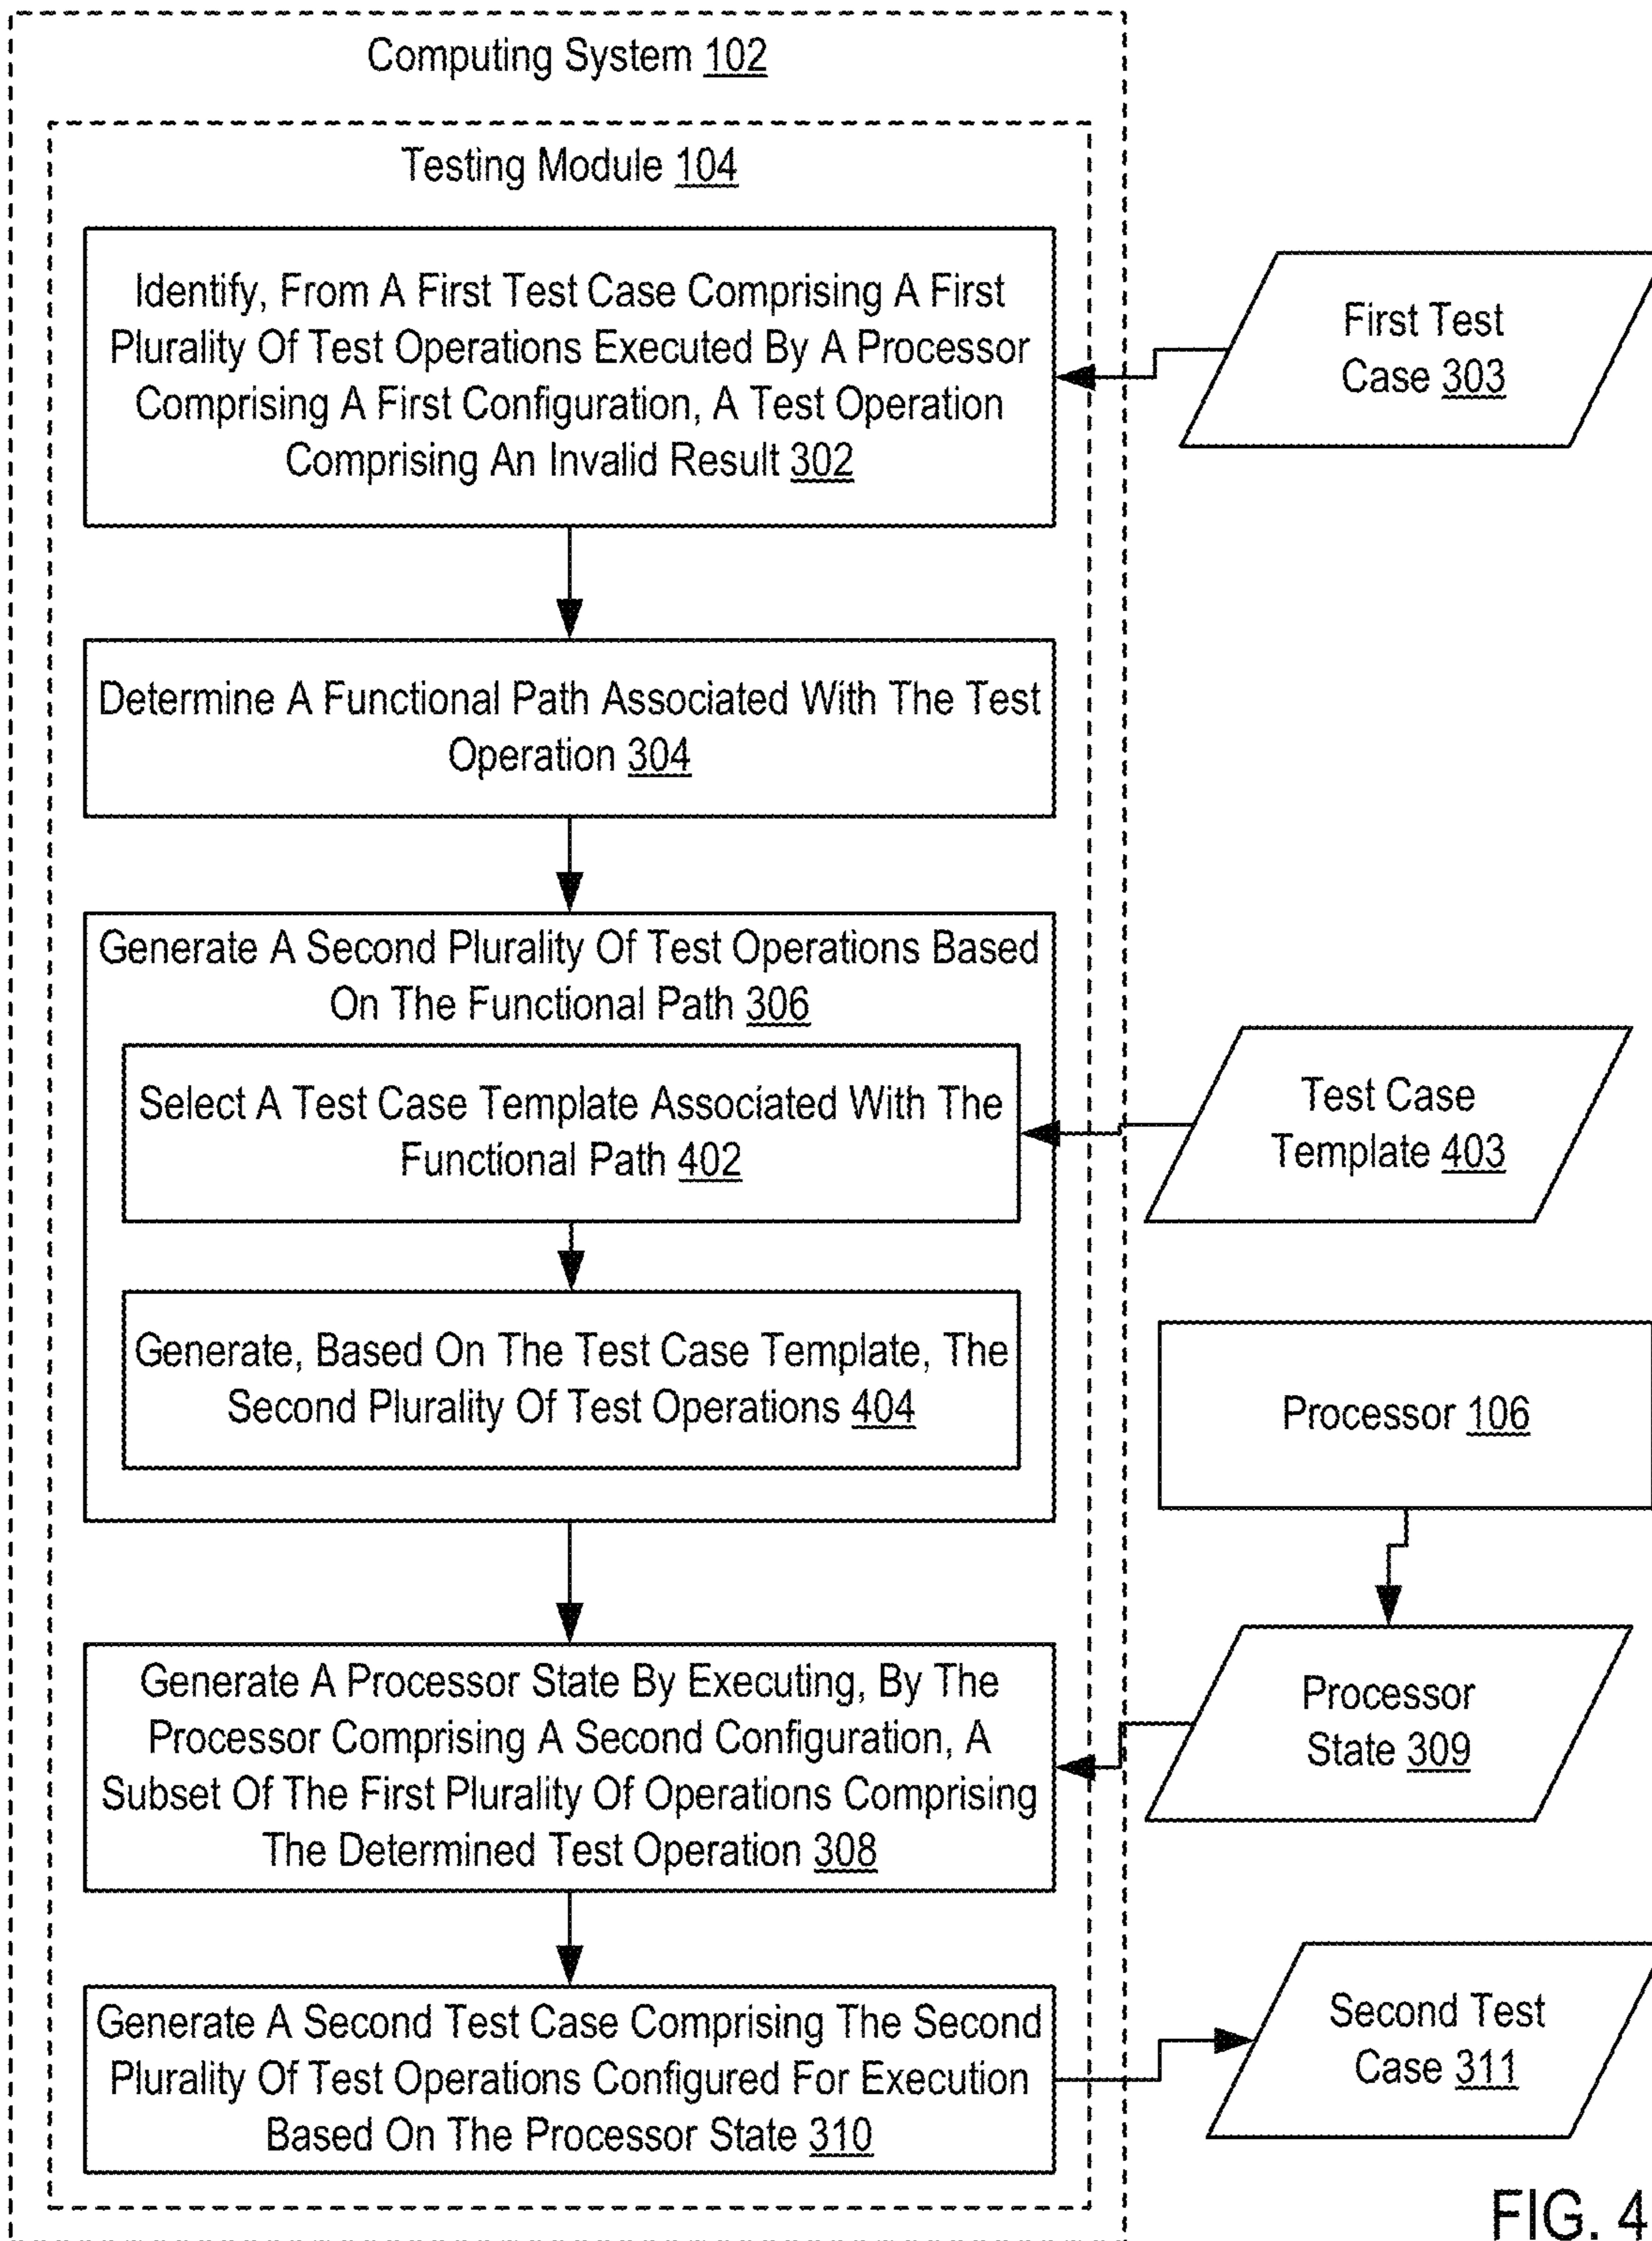 Computing System 102
Testing Module 104
Identify, From A First Test Case Comprising A First
Plurality Of Test Operations Executed By A Processor
Comprising A First Configuration, A Test Operation
Comprising An Invalid Result 302
First Test
Case 303
Determine A Functional Path Associated With The Test
Operation 304
Generate A Second Plurality Of Test Operations Based
On The Functional Path 306
Select A Test Case Template Associated With The
Functional Path 402
Test Case
Template 403
Generate, Based On The Test Case Template, The
Second Plurality Of Test Operations 404
Processor 106
Generate A Processor State By Executing, By The
Processor Comprising A Second Configuration, A
Subset Of The First Plurality Of Operations Comprising
The Determined Test Operation 308
Processor
State 309
Generate A Second Test Case Comprising The Second
Plurality Of Test Operations Configured For Execution
Based On The Processor State 310
Second Test
Case 311
FIG. 4